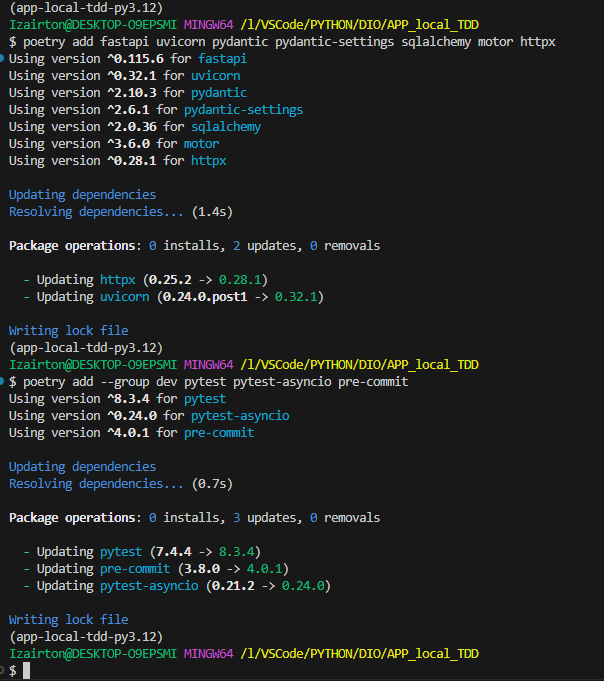 (app-local-tdd-py3.12)
Izairton@DESKTOP-O9EPSMI MINGW64 /l/VSCode/PYTHON/DIO/APP_local_TDD
$ poetry add fastapi uvicorn pydantic pydantic-settings sqlalchemy motor httpx
Using version ^0.115.6 for fastapi
Using version ^0.32.1 for uvicorn
Using version ^2.10.3 for pydantic
Using version ^2.6.1 for pydantic-settings
Using version ^2.0.36 for sqlalchemy
Using version ^3.6.0 for motor
Using version ^0.28.1 for httpx
Updating dependencies
Resolving dependencies... (1.4s)
Package operations: 0 installs, 2 updates, 0 removals
- Updating httpx (0.25.2 -> 0.28.1)
- Updating uvicorn (0.24.0.post1 -> 0.32.1)
Writing lock file
(app-local-tdd-py3.12)
Izairton@DESKTOP-O9EPSMI MINGW64 /l/VSCode/PYTHON/DIO/APP_local_TDD
$ poetry add --group dev pytest pytest-asyncio pre-commit
Using version ^8.3.4 for pytest
Using version ^0.24.0 for pytest-asyncio
Using version ^4.0.1 for pre-commit
Updating dependencies
Resolving dependencies... (0.7s)
Package operations: 0 installs, 3 updates, 0 removals
- Updating pytest (7.4.4 -> 8.3.4)
- Updating pre-commit (3.8.0 -> 4.0.1)
- Updating pytest-asyncio (0.21.2 -> 0.24.0)
Writing lock file
(app-local-tdd-py3.12)
Izairton@DESKTOP-O9EPSMI MINGW64 /l/VSCode/PYTHON/DIO/APP_local_TDD
$